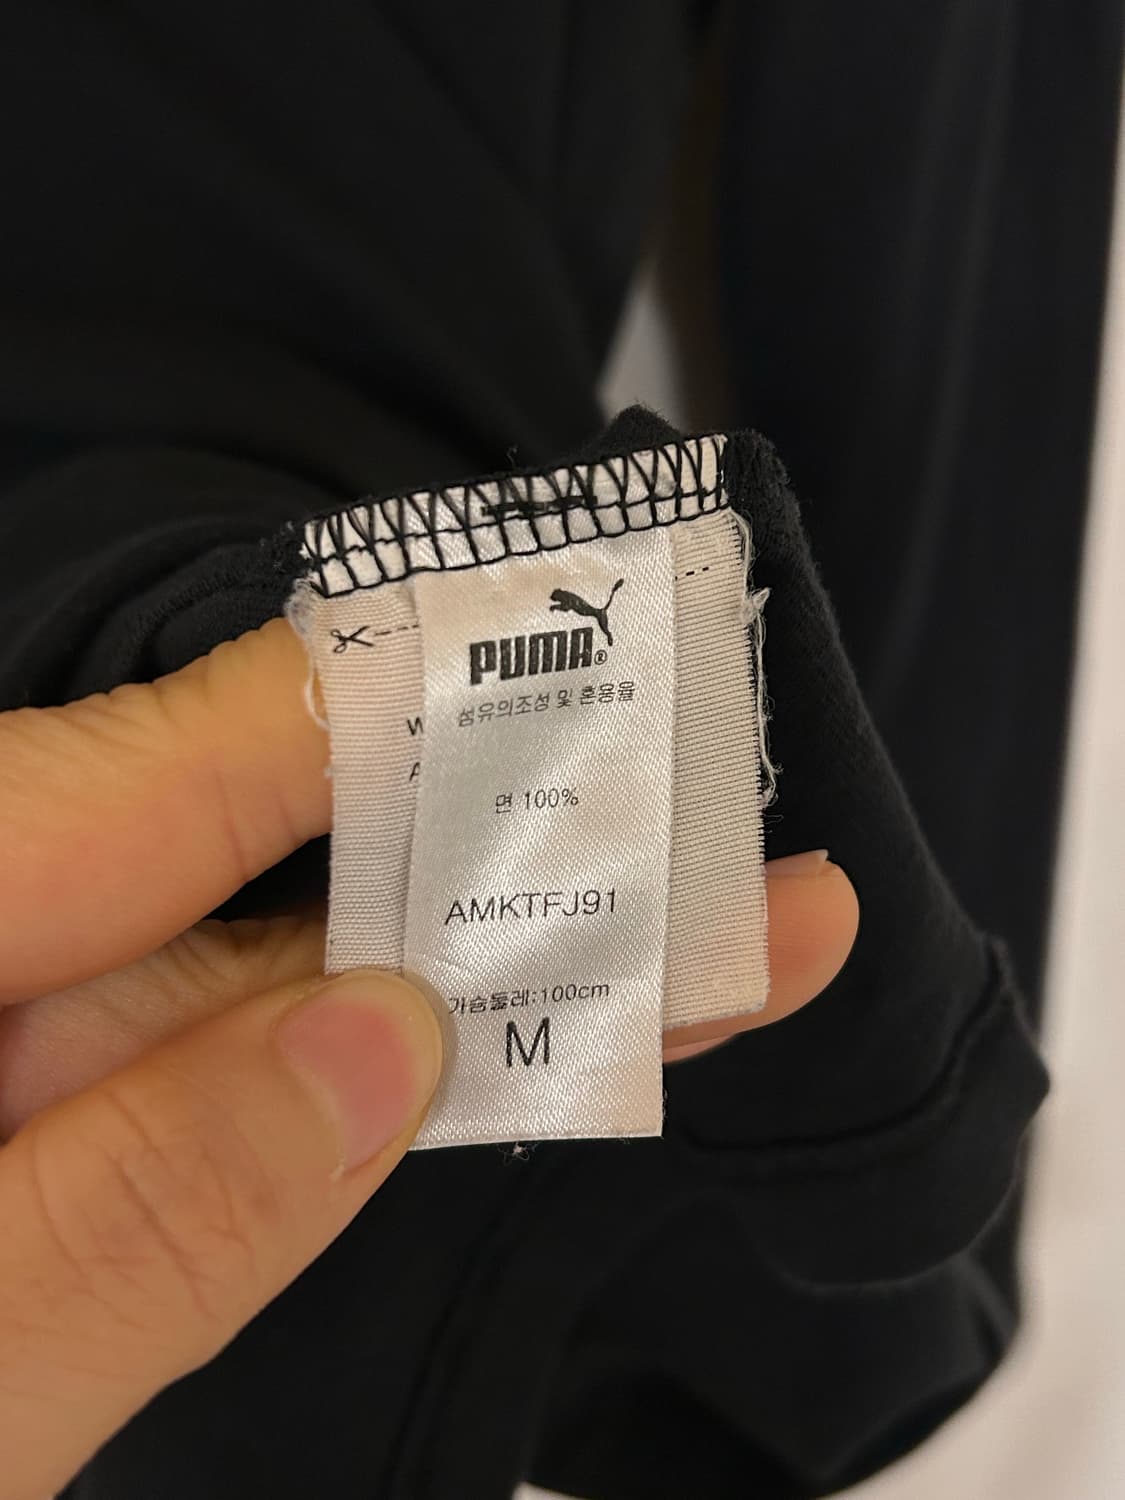 PUMA®
섬유의조성 및 혼용율
면 100%
AMKTFJ91
가슴둘레:100cm
M